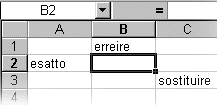 B2 =
A B C
1 erreire
2 esatto
3 sostituire